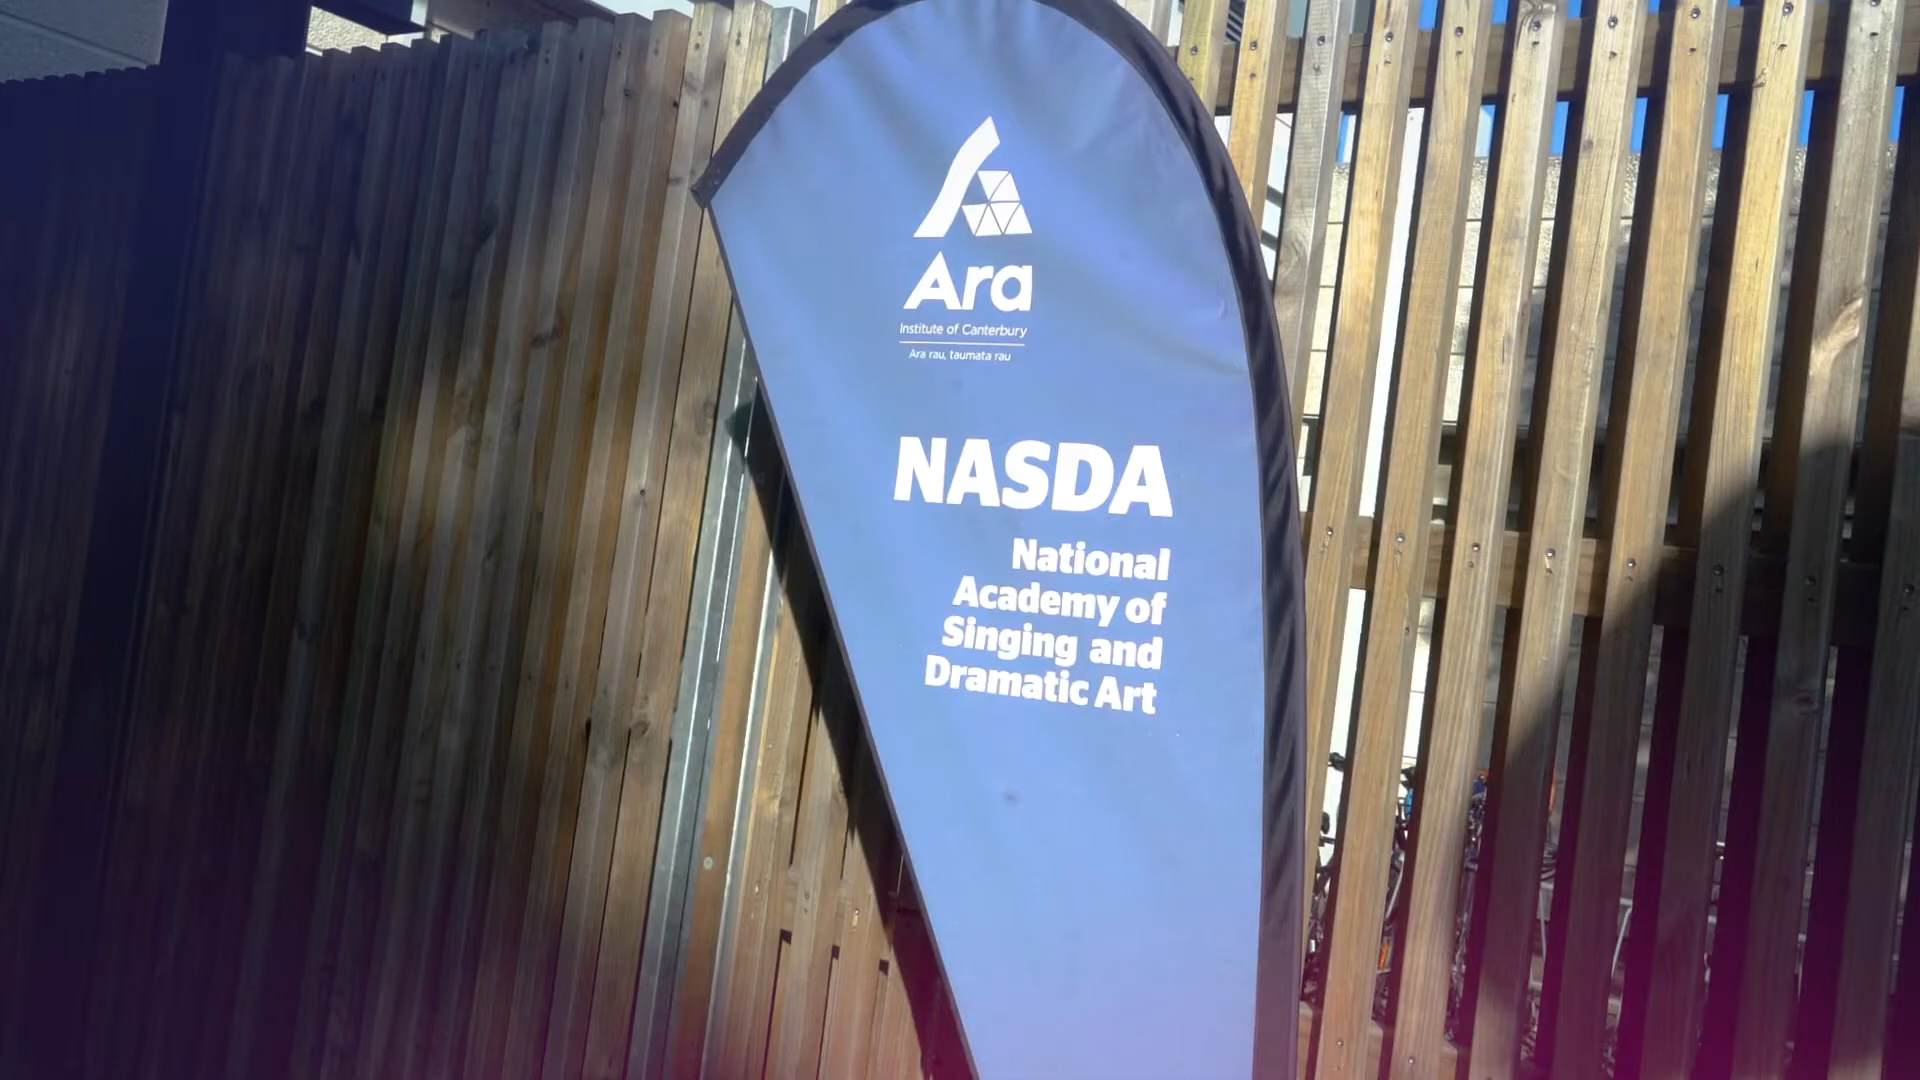 Ara
Institute of Canterbury
Ara rau, taumata rau
NASDA
National
Academy of
Singing and
Dramatic Art